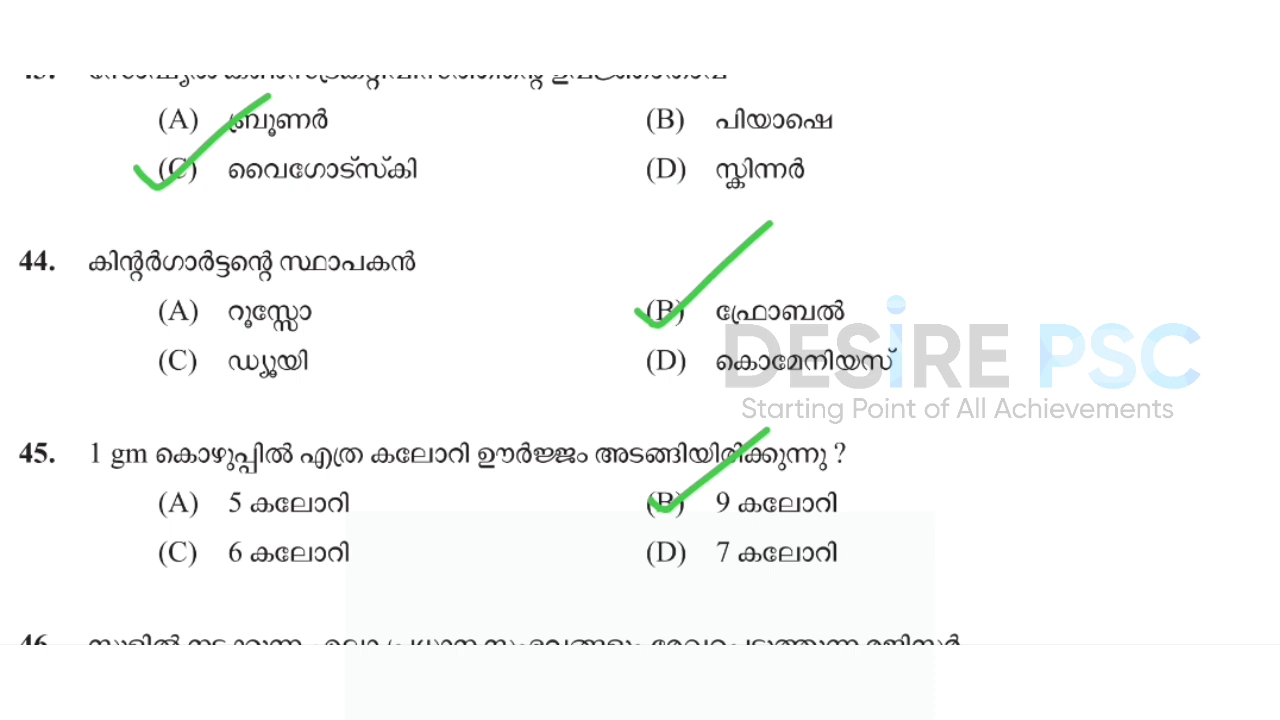 (A) ബ്രൂണർ (B) പിയാഷെ
(C) വൈഗോട്സ്കി (D) സ്കിന്നർ
44. കിന്റർഗാർട്ടന്റെ സ്ഥാപകൻ
(A) റൂസ്സോ (B) ഫ്രോബൽ
(C) ഡ്യൂയി (D) കൊമേനിയസ്
DESIRE PSC
Starting Point of All Achievements
45. 1 gm കൊഴുപ്പിൽ എത്ര കലോറി ഊർജ്ജം അടങ്ങിയിരിക്കുന്നു ?
(A) 5 കലോറി (B) 9 കലോറി
(C) 6 കലോറി (D) 7 കലോറി